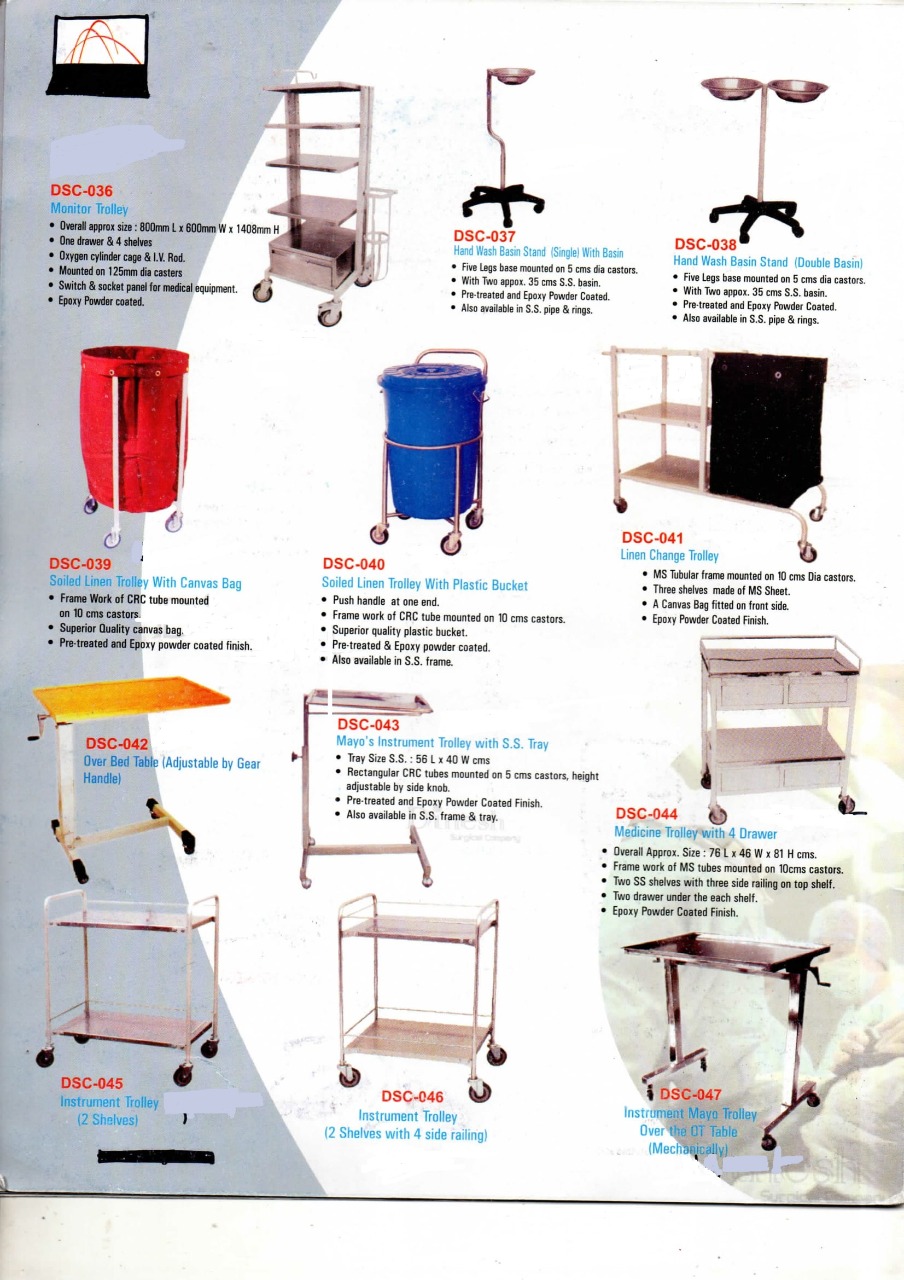 DSC-036
Monitor Trolley
• Overall approx size : 800mm L x 600mm W x 1408mm H
• One drawer & 4 shelves
• Oxygen cylinder cage & I.V. Rod.
• Mounted on 125mm dia casters
• Switch & socket panel for medical equipment.
• Epoxy Powder coated.
DSC-037
Hand Wash Basin Stand (Single) With Basin
• Five Legs base mounted on 5 cms dia castors.
• With Two appox. 35 cms S.S. basin.
• Pre-treated and Epoxy Powder Coated.
• Also available in S.S. pipe & rings.
DSC-038
Hand Wash Basin Stand (Double Basin)
• Five Legs base mounted on 5 cms dia castors.
• With Two appox. 35 cms S.S. basin.
• Pre-treated and Epoxy Powder Coated.
• Also available in S.S. pipe & rings.
DSC-039
Soiled Linen Trolley With Canvas Bag
• Frame Work of CRC tube mounted
on 10 cms castors.
• Superior Quality canvas bag.
• Pre-treated and Epoxy powder coated finish.
DSC-040
Soiled Linen Trolley With Plastic Bucket
• Push handle at one end.
• Frame work of CRC tube mounted on 10 cms castors.
• Superior quality plastic bucket.
• Pre-treated & Epoxy powder coated.
• Also available in S.S. frame.
DSC-041
Linen Change Trolley
• MS Tubular frame mounted on 10 cms Dia castors.
• Three shelves made of MS Sheet.
• A Canvas Bag fitted on front side.
• Epoxy Powder Coated Finish.
DSC-042
Over Bed Table (Adjustable by Gear
Handle)
DSC-043
Mayo's Instrument Trolley with S.S. Tray
• Tray Size S.S. : 56 L x 40 W cms
• Rectangular CRC tubes mounted on 5 cms castors, height
adjustable by side knob.
• Pre-treated and Epoxy Powder Coated Finish.
• Also available in S.S. frame & tray.
Surgical Company
DSC-044
Medicine Trolley with 4 Drawer
• Overall Approx. Size : 76 L x 46 W x 81 H cms.
• Frame work of MS tubes mounted on 10cms castors.
• Two SS shelves with three side railing on top shelf.
• Two drawer under the each shelf.
• Epoxy Powder Coated Finish.
DSC-045
Instrument Trolley
(2 Shelves)
DSC-046
Instrument Trolley
(2 Shelves with 4 side railing)
DSC-047
Instrument Mayo Trolley
Over the OT Table
(Mechanically)
Surgical Company